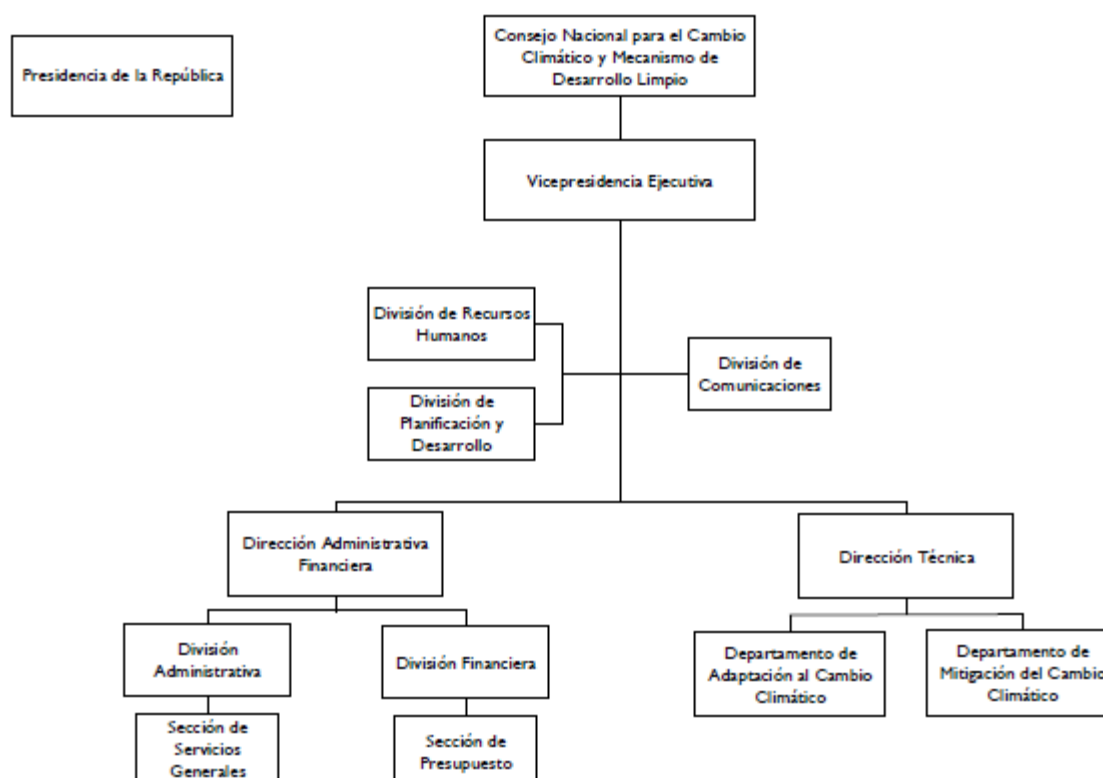 Presidencia de la República
Consejo Nacional para el Cambio
Climático y Mecanismo de
Desarrollo Limpio
Vicepresidencia Ejecutiva
División de Recursos
Humanos
División de
Comunicaciones
División de
Planificación y
Desarrollo
Dirección Administrativa
Financiera
Dirección Técnica
División
Administrativa
División Financiera
Departamento de
Adaptación al Cambio
Climático
Departamento de
Mitigación del Cambio
Climático
Sección de
Servicios
Generales
Sección de
Presupuesto